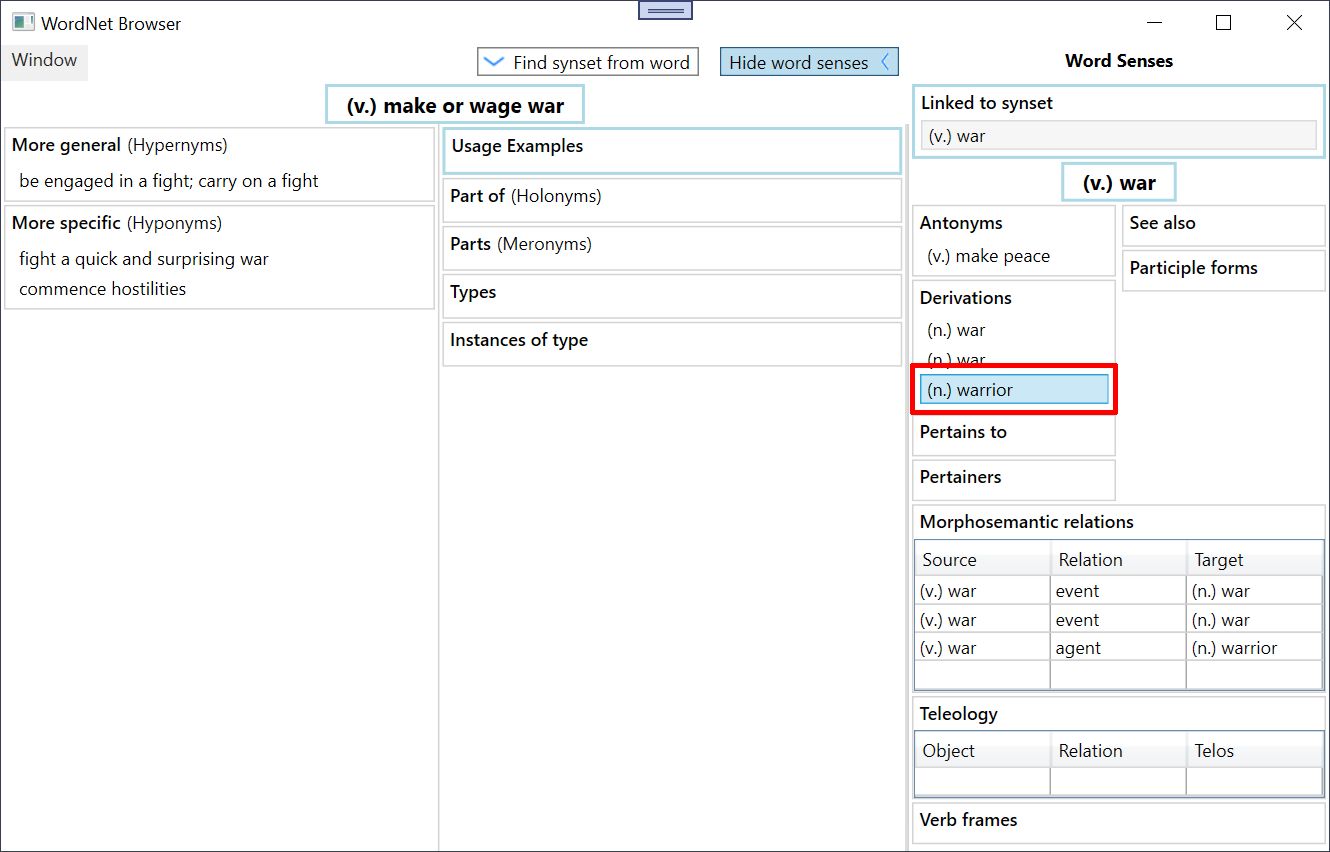 WordNet Browser
Window
Find synset from word
Hide word senses
Word Senses
(v.) make or wage war
More general (Hypernyms)
be engaged in a fight; carry on a fight
More specific (Hyponyms)
fight a quick and surprising war
commence hostilities
Usage Examples
Part of (Holonyms)
Parts (Meronyms)
Types
Instances of type
Linked to synset
(v.) war
(v.) war
Antonyms
(v.) make peace
See also
Participle forms
Derivations
(n.) war
(n.) war
(n.) warrior
Pertains to
Pertainers
Morphosemantic relations
Source Relation Target
(v.) war event (n.) war
(v.) war event (n.) war
(v.) war agent (n.) warrior
Teleology
Object Relation Telos
Verb frames